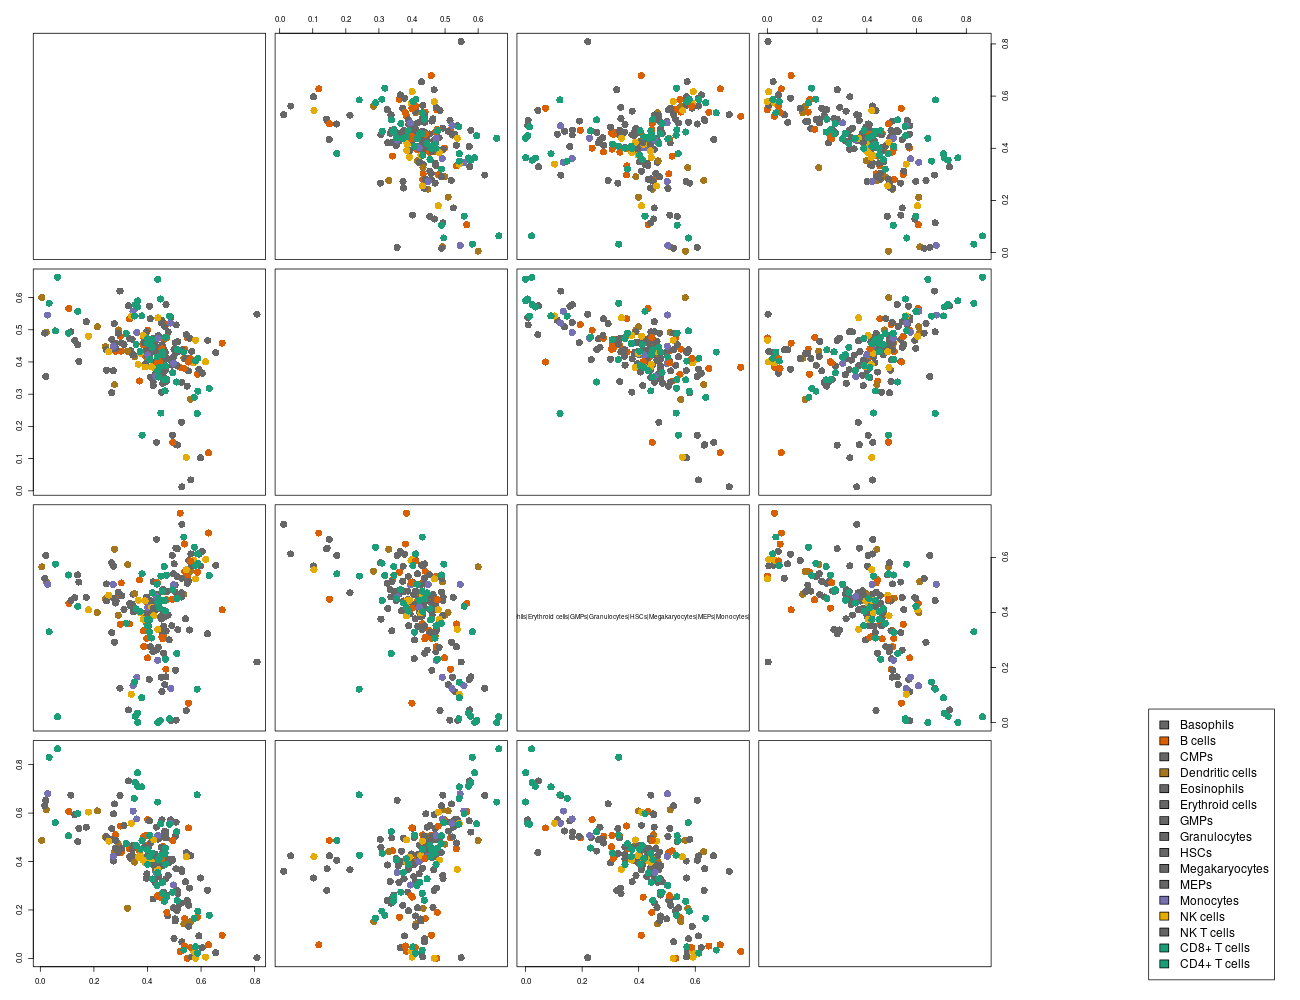 0.0 0.1 0.2 0.3 0.4 0.5 0.6
0.0 0.2 0.4 0.6 0.8
0.0 0.2 0.4 0.6 0.8
0.0 0.1 0.2 0.3 0.4 0.5 0.6
hils|Erythroid cells|GMPs|Granulocytes|HSCs|Megakaryocytes|MEPs|Monocytes|
0.0 0.2 0.4 0.6
0.0 0.2 0.4 0.6 0.8
0.0 0.2 0.4 0.6 0.8
0.0 0.2 0.4 0.6
Basophils
B cells
CMPs
Dendritic cells
Eosinophils
Erythroid cells
GMPs
Granulocytes
HSCs
Megakaryocytes
MEPs
Monocytes
NK cells
NK T cells
CD8+ T cells
CD4+ T cells